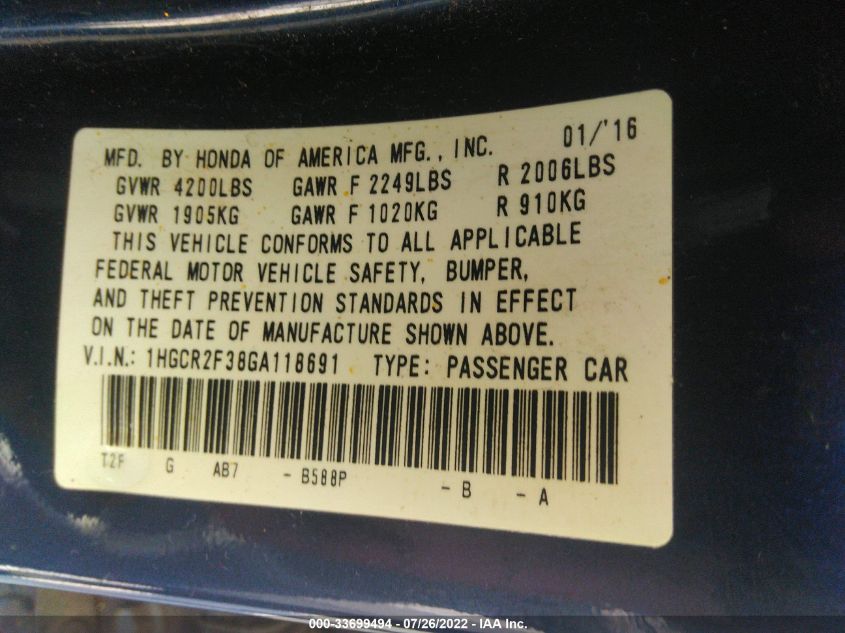 MFD. BY HONDA OF AMERICA MFG., INC. 01/'16
GVWR 4200LBS GAWR F 2249LBS R 2006LBS
GVWR 1905KG GAWR F 1020KG R 910KG
THIS VEHICLE CONFORMS TO ALL APPLICABLE
FEDERAL MOTOR VEHICLE SAFETY, BUMPER,
AND THEFT PREVENTION STANDARDS IN EFFECT
ON THE DATE OF MANUFACTURE SHOWN ABOVE.
V.I.N.: 1HGCR2F38GA118691 TYPE: PASSENGER CAR
T2F G AB7 - B588P - B - A
000-33699494 - 07/26/2022 - IAA Inc.